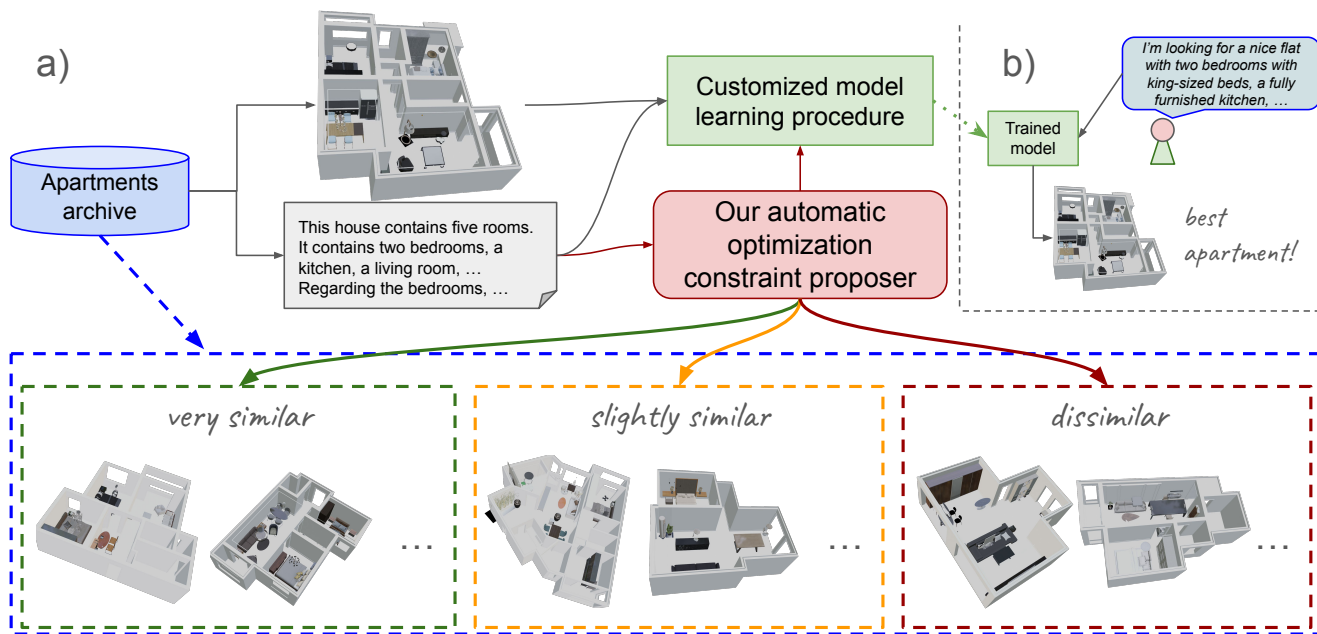 a)
Apartments
archive
This house contains five rooms.
It contains two bedrooms, a
kitchen, a living room, ...
Regarding the bedrooms, ...
Customized model
learning procedure
Our automatic
optimization
constraint proposer
b)
I'm looking for a nice flat
with two bedrooms with
king-sized beds, a fully
furnished kitchen, ...
Trained
model
best
apartment!
very similar
...
slightly similar
...
dissimilar
...